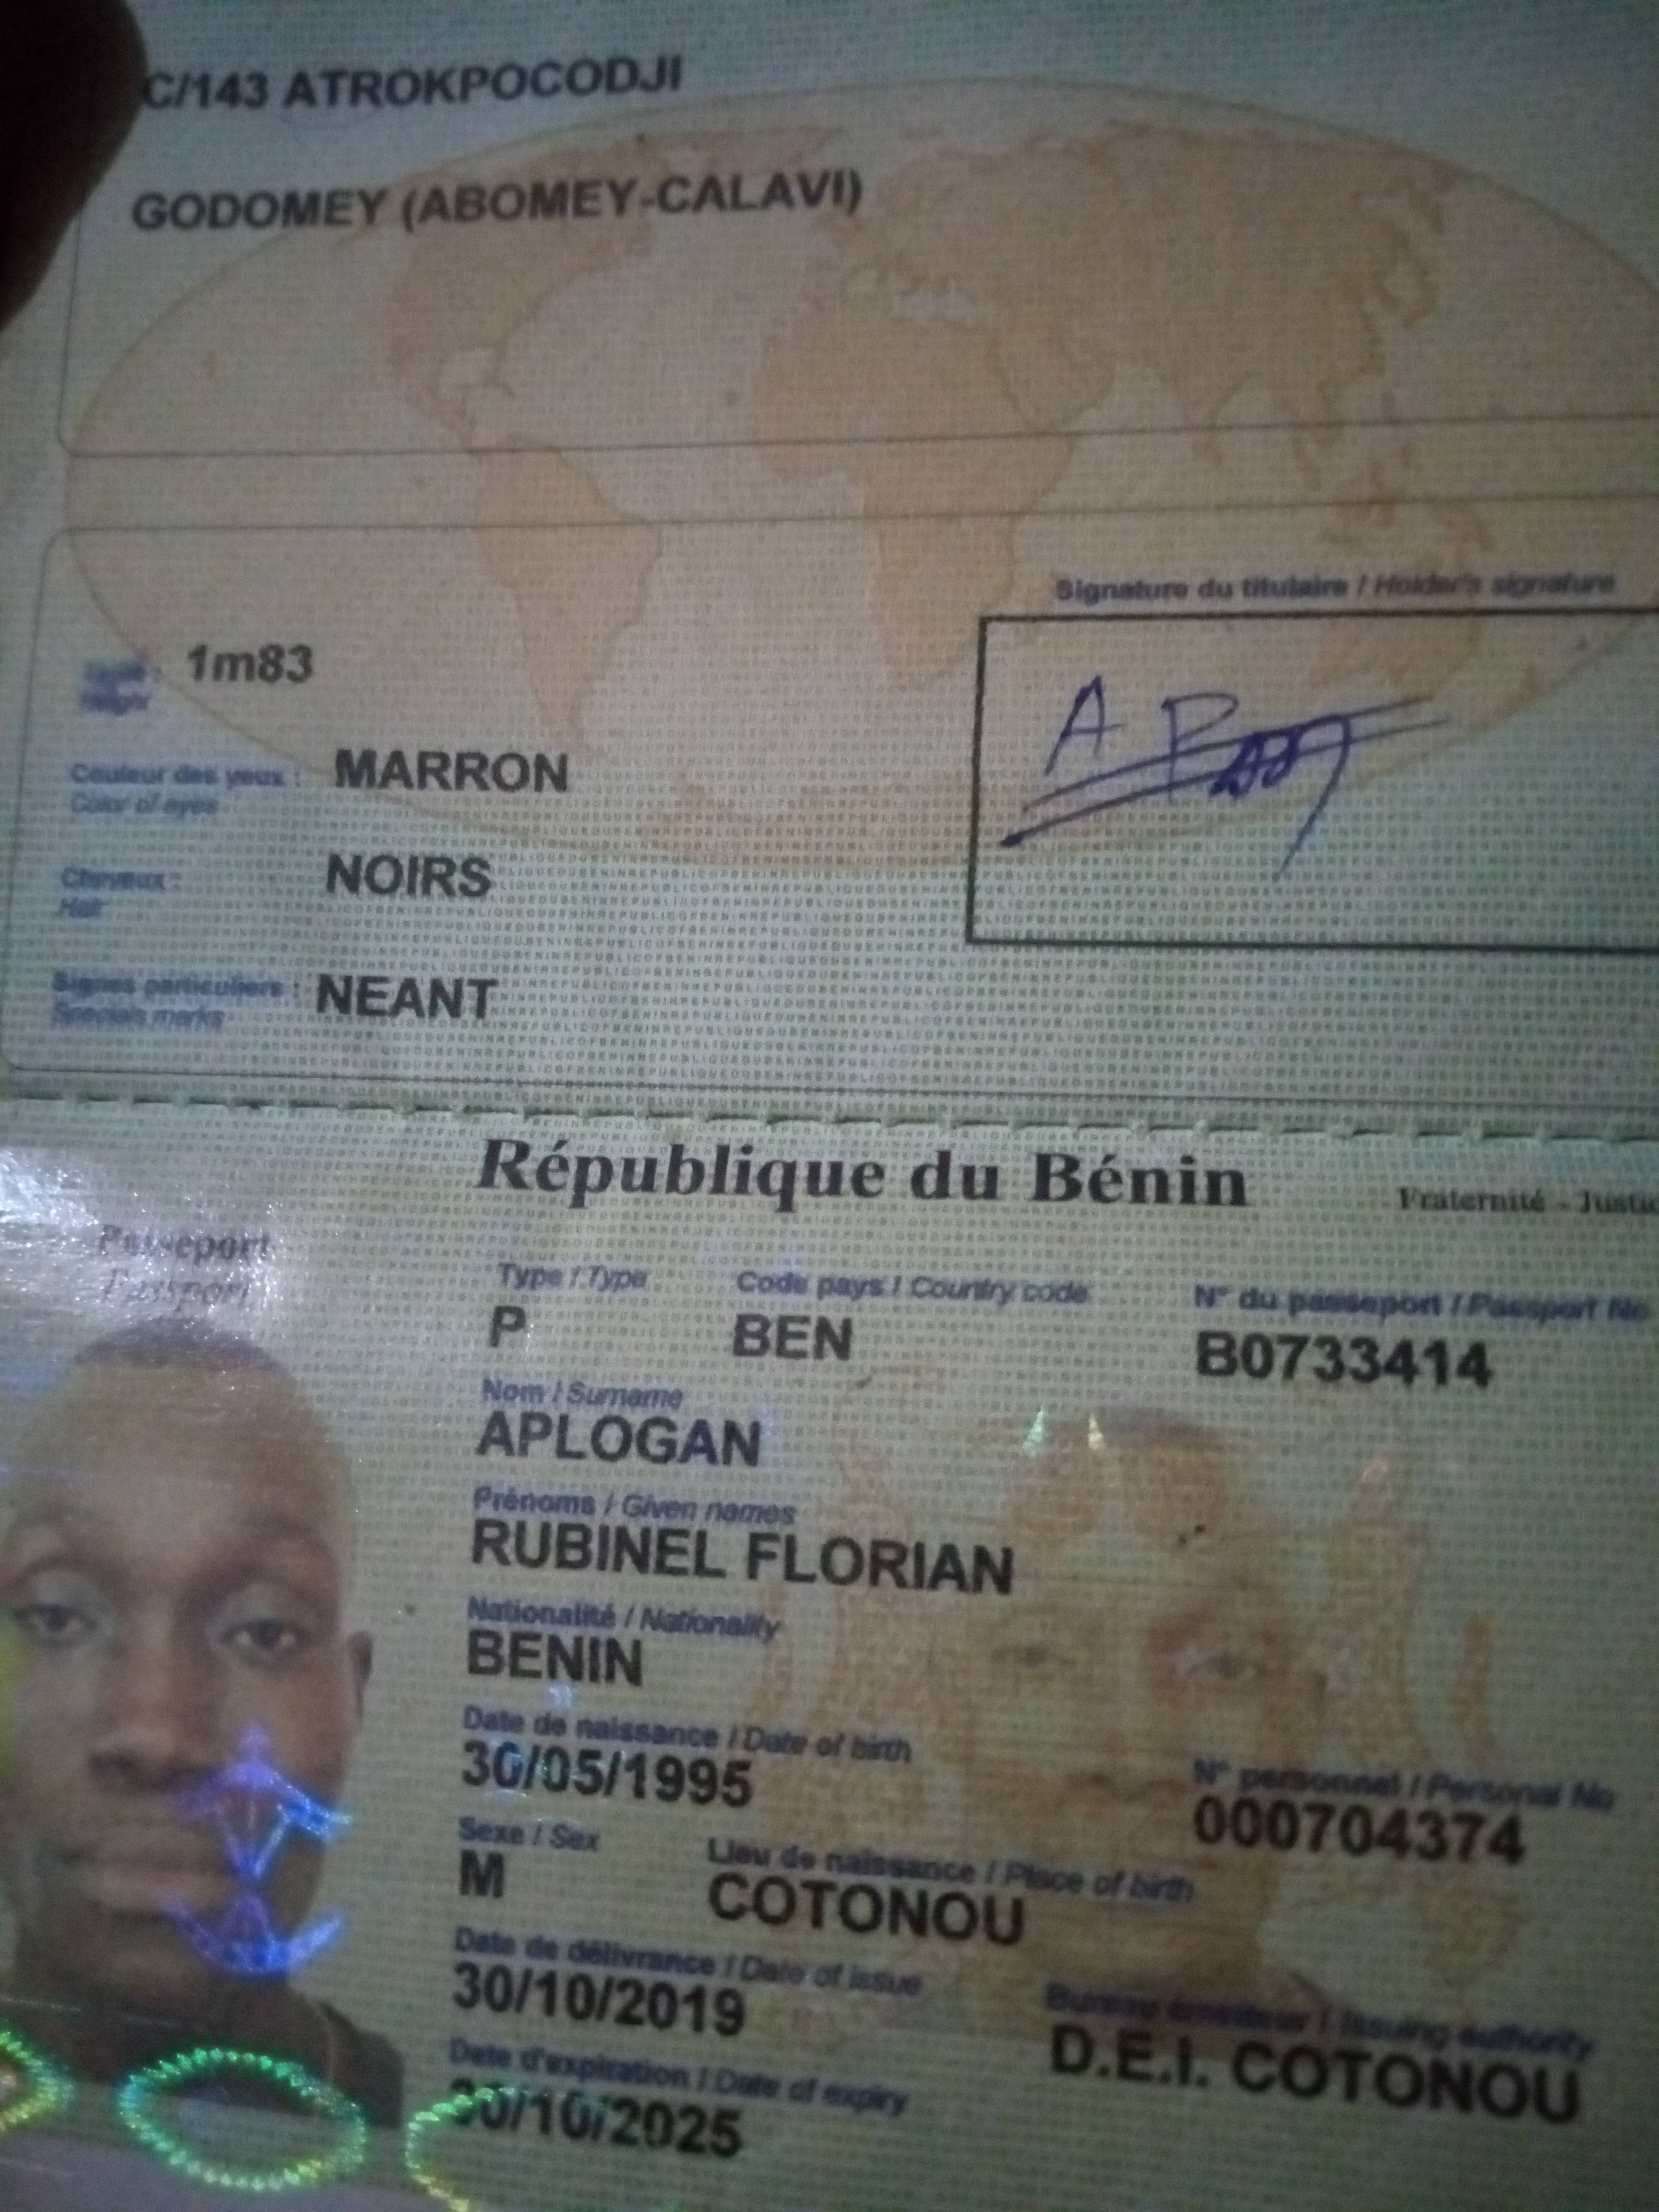 C/143 ATROKPOCODJI
GODOMEY (ABOMEY-CALAVI)
Signature du titulaire / Holder's signature
1m83
Couleur des yeux : MARRON
Color of eyes
Cheveux : NOIRS
Hair
Signes particuliers : NEANT
Specials marks
République du Bénin
Fraternité - Justic
Passeport
Passport
Type / Type Code pays / Country code N° du passeport / Passport No
P BEN B0733414
Nom / Surname
APLOGAN
Prénoms / Given names
RUBINEL FLORIAN
Nationalité / Nationality
BENIN
Date de naissance / Date of birth N° personnel / Personal No
30/05/1995 000704374
Sexe / Sex Lieu de naissance / Place of birth
M COTONOU
Date de délivrance / Date of issue Bureau émetteur / Issuing authority
30/10/2019 D.E.I. COTONOU
Date d'expiration / Date of expiry
0/10/2025